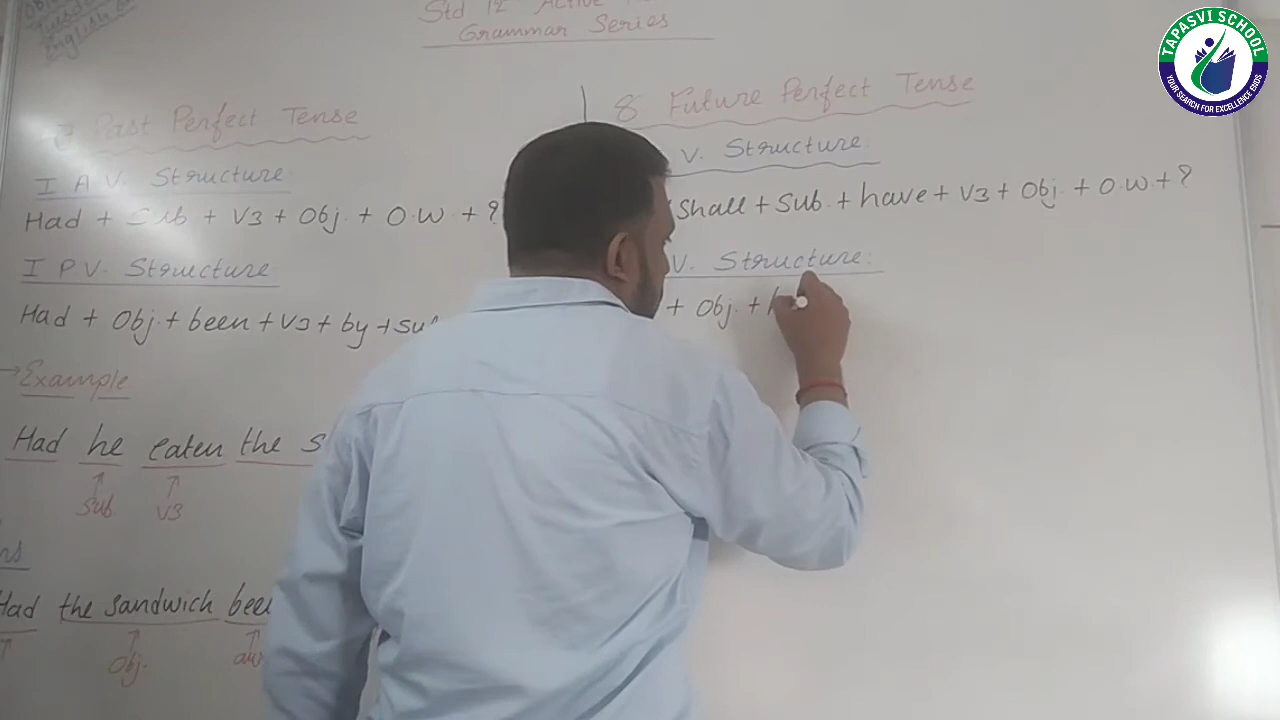 Std 12 Active
Grammar Series
Past Perfect Tense
I A.V. Structure:
Had + Sub + V3 + Obj. + O.W. + ?
I P.V. Structure
Had + Obj. + been + V3 + by + Sub
→ Example
Had he eaten the s
Sub V3
Had the sandwich been
Obj.
8 Future Perfect Tense
V. Structure:
Shall + Sub. + have + V3 + Obj. + O.W. + ?
V. Structure:
+ Obj. + h
TAPASVI SCHOOL
YOUR SEARCH FOR EXCELLENCE ENDS